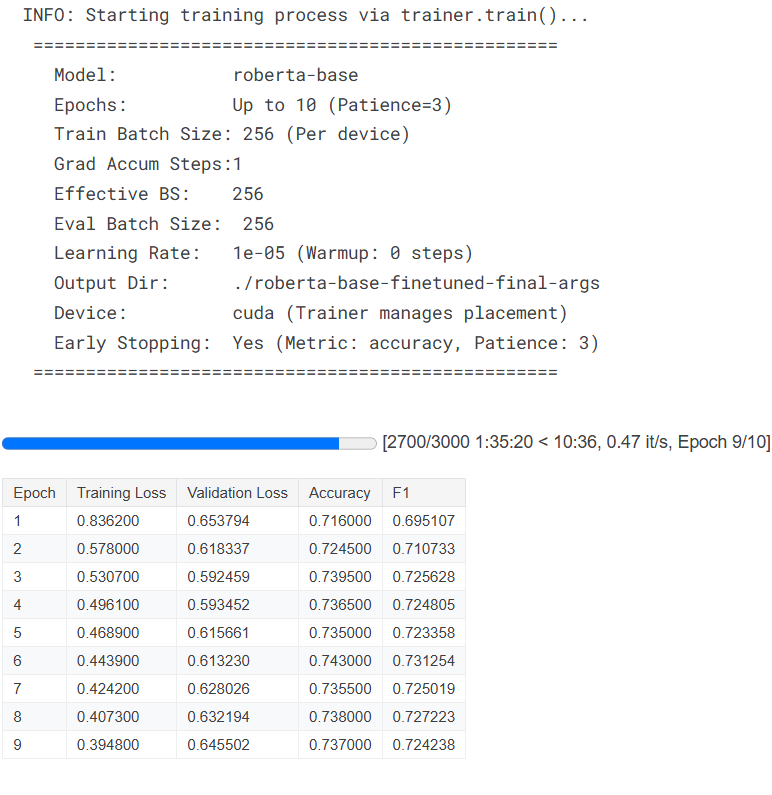 INFO: Starting training process via trainer.train()...
==================================================
Model: roberta-base
Epochs: Up to 10 (Patience=3)
Train Batch Size: 256 (Per device)
Grad Accum Steps:1
Effective BS: 256
Eval Batch Size: 256
Learning Rate: 1e-05 (Warmup: 0 steps)
Output Dir: ./roberta-base-finetuned-final-args
Device: cuda (Trainer manages placement)
Early Stopping: Yes (Metric: accuracy, Patience: 3)
==================================================
[2700/3000 1:35:20 < 10:36, 0.47 it/s, Epoch 9/10]
Epoch Training Loss Validation Loss Accuracy F1
1 0.836200 0.653794 0.716000 0.695107
2 0.578000 0.618337 0.724500 0.710733
3 0.530700 0.592459 0.739500 0.725628
4 0.496100 0.593452 0.736500 0.724805
5 0.468900 0.615661 0.735000 0.723358
6 0.443900 0.613230 0.743000 0.731254
7 0.424200 0.628026 0.735500 0.725019
8 0.407300 0.632194 0.738000 0.727223
9 0.394800 0.645502 0.737000 0.724238